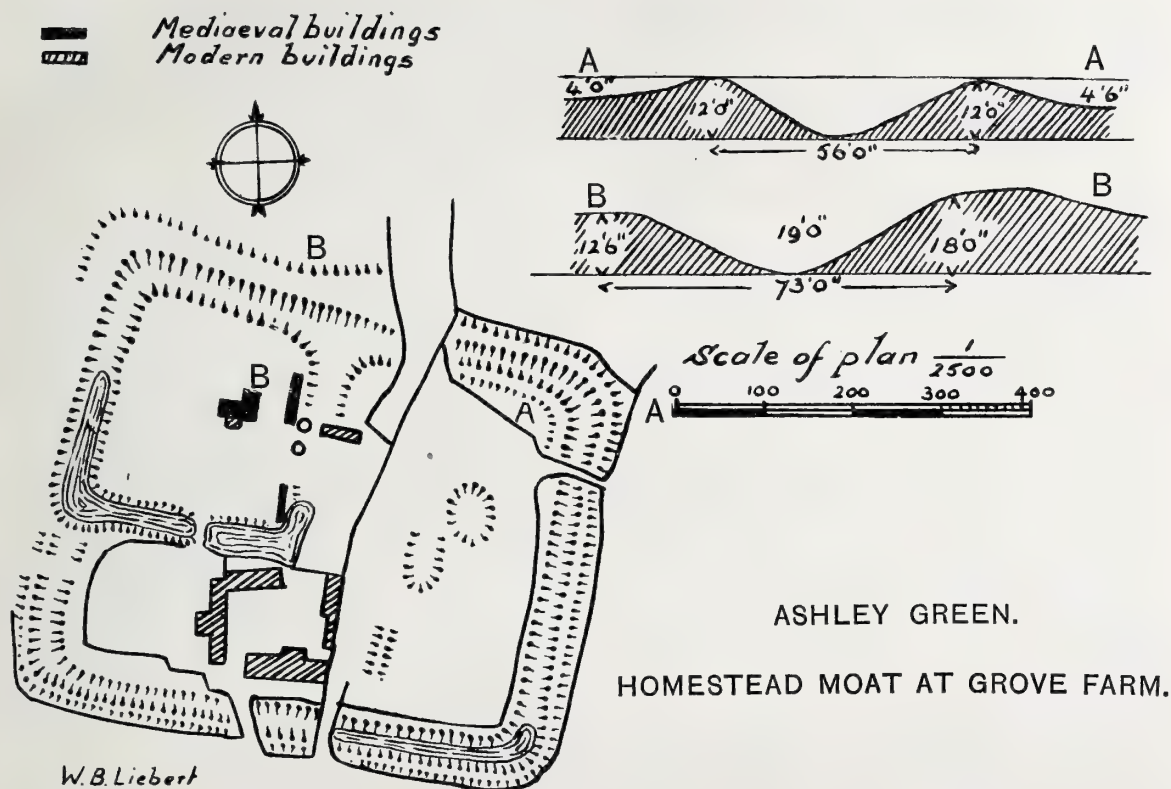 Mediaeval buildings
Modern buildings
A A
4'0" 12'0" 12'0" 4'6"
56'0"
B B
12'6" 19'0" 18'0"
73'0"
Scale of plan 1/2500
0 100 200 300 400
B
B
A A
ASHLEY GREEN.
HOMESTEAD MOAT AT GROVE FARM.
W.B.Liebert